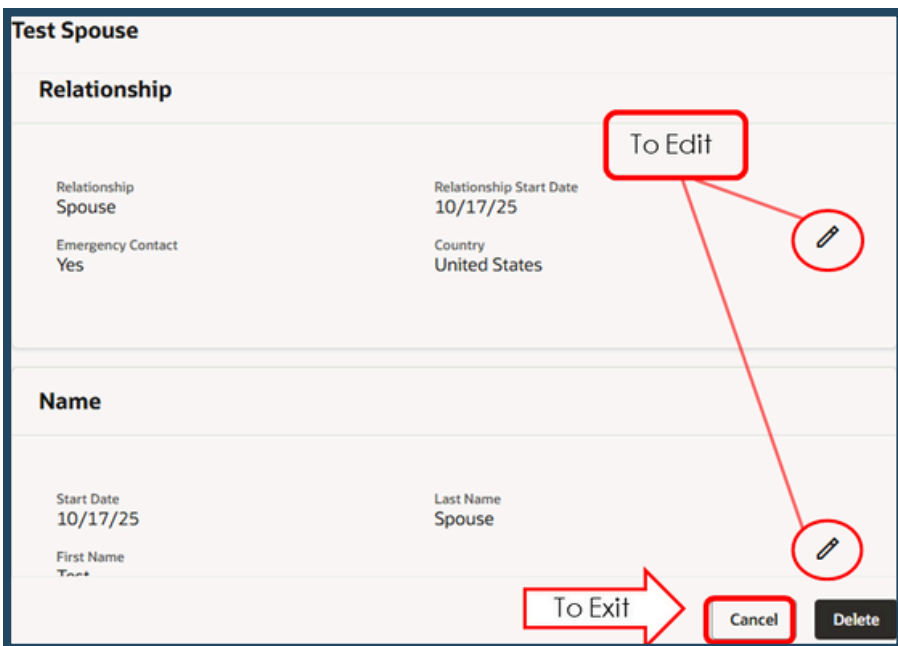 Test Spouse
Relationship
To Edit
Relationship
Spouse
Relationship Start Date
10/17/25
Emergency Contact
Yes
Country
United States
Name
Start Date
10/17/25
Last Name
Spouse
First Name
Test
To Exit
Cancel
Delete